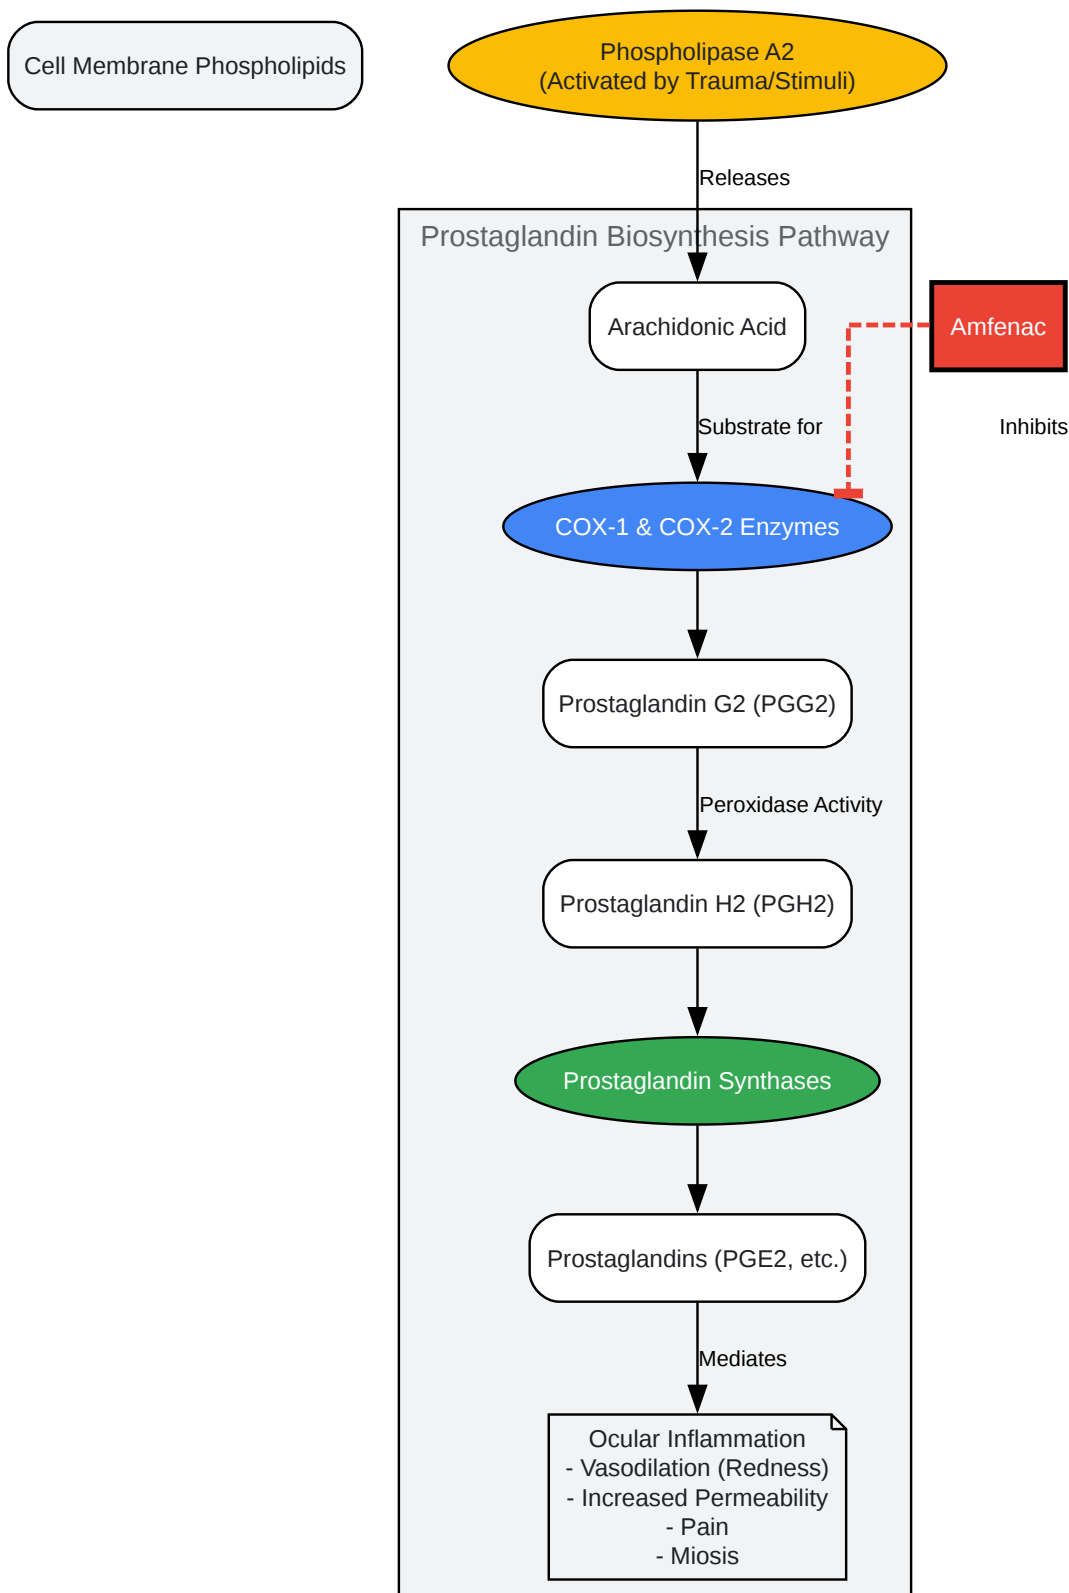 Cell Membrane Phospholipids
Phospholipase A2
(Activated by Trauma/Stimuli)
Releases
Prostaglandin Biosynthesis Pathway
Arachidonic Acid
Amfenac
Substrate for
Inhibits
COX-1 & COX-2 Enzymes
Prostaglandin G2 (PGG2)
Peroxidase Activity
Prostaglandin H2 (PGH2)
Prostaglandin Synthases
Prostaglandins (PGE2, etc.)
Mediates
Ocular Inflammation
- Vasodilation (Redness)
- Increased Permeability
- Pain
- Miosis